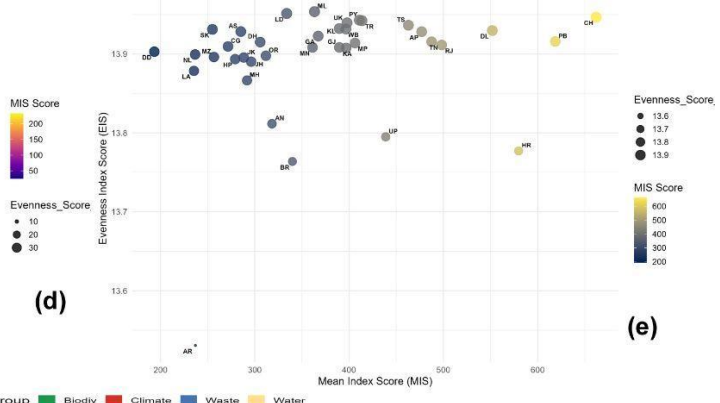 MIS Score
200
150
100
50
Evenness_Score
10
20
30
(d)
Evenness Index Score (EIS)
13.9
13.8
13.7
13.6
ML
LD
UK
PY
TR
TS
CH
SK
AS
KL
WB
DL
AP
CG
DH
GA
PB
TN
RJ
DD
NL
MZ
JK
OR
MN
GJ
KA
MP
HP
JH
LA
MH
AN
UP
HR
BR
AR
200
300
400
500
600
Mean Index Score (MIS)
Evenness_Score
13.6
13.7
13.8
13.9
MIS Score
600
500
400
300
200
(e)
roup Biodiv Climate Waste Water